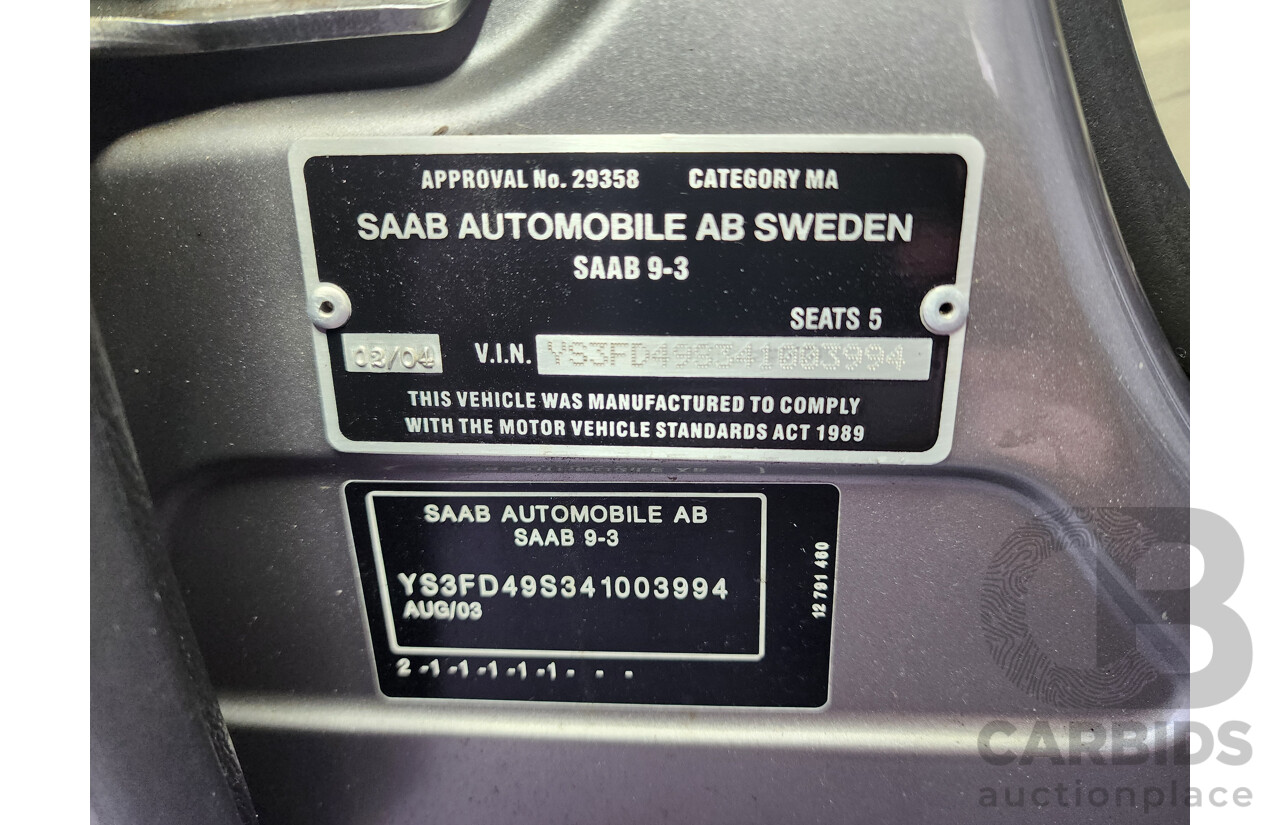 APPROVAL No. 29358 CATEGORY MA
SAAB AUTOMOBILE AB SWEDEN
SAAB 9-3
SEATS 5
02/04 V.I.N. YS3FD49S341003994
THIS VEHICLE WAS MANUFACTURED TO COMPLY
WITH THE MOTOR VEHICLE STANDARDS ACT 1989
SAAB AUTOMOBILE AB
SAAB 9-3
YS3FD49S341003994
AUG/03
12 791 460
2 -1-1-1-1-1- - -
CB
CARBIDS
auctionplace